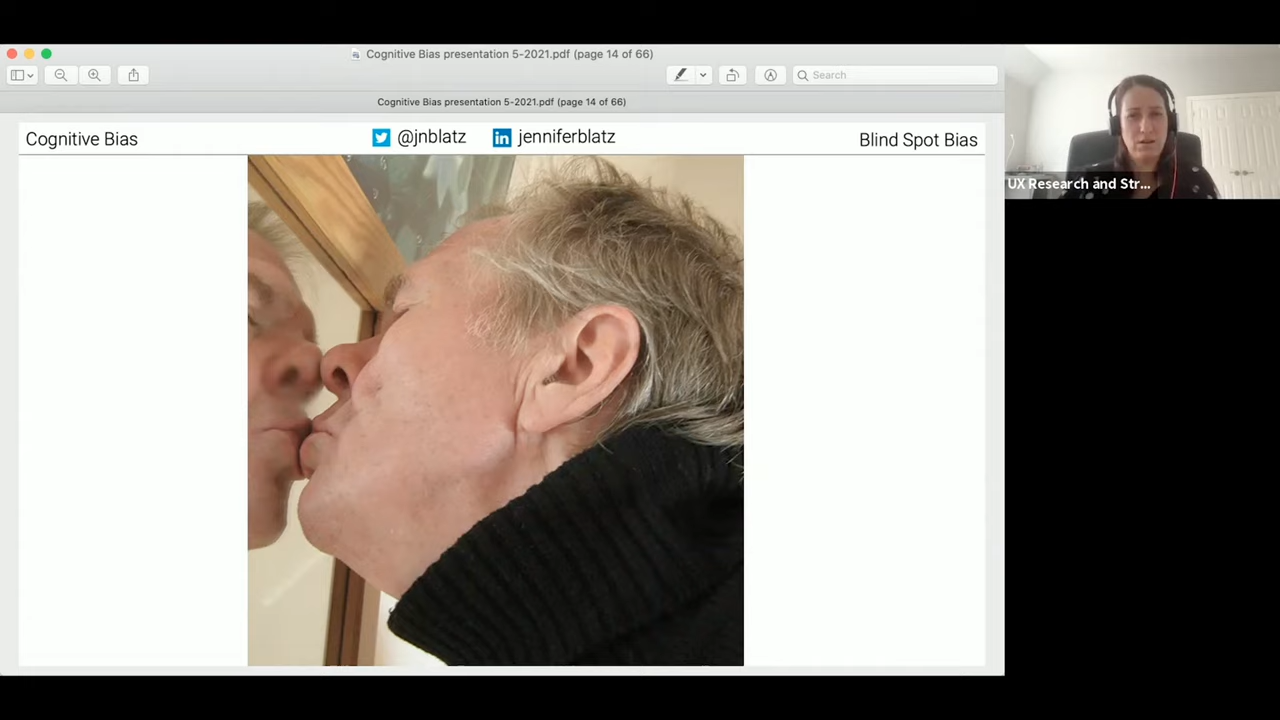 Cognitive Bias presentation 5-2021.pdf (page 14 of 66)
Search
Cognitive Bias presentation 5-2021.pdf (page 14 of 66)
Cognitive Bias
@jnblatz
in jenniferblatz
Blind Spot Bias
UX Research and Str...